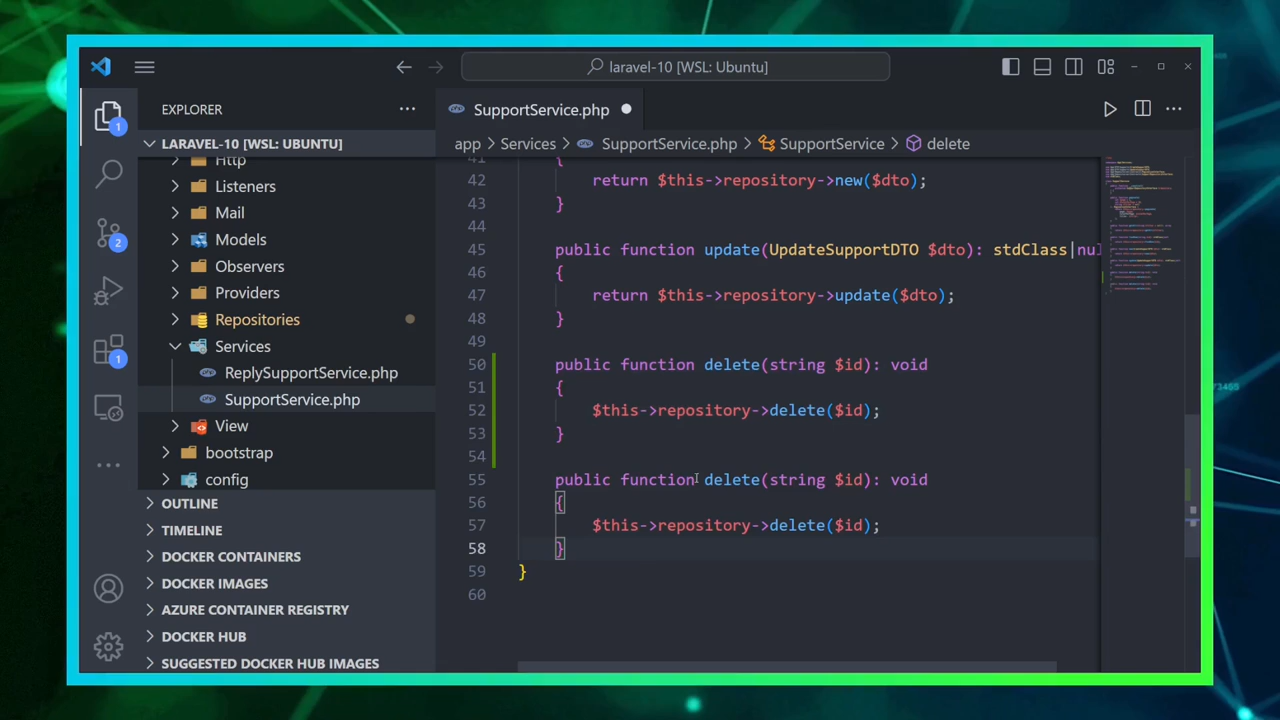 laravel-10 [WSL: Ubuntu]
EXPLORER
SupportService.php
LARAVEL-10 [WSL: UBUNTU]
app > Services > SupportService.php > SupportService > delete
Http
Listeners
Mail
Models
Observers
Providers
Repositories
Services
ReplySupportService.php
SupportService.php
View
bootstrap
config
OUTLINE
TIMELINE
DOCKER CONTAINERS
DOCKER IMAGES
AZURE CONTAINER REGISTRY
DOCKER HUB
SUGGESTED DOCKER HUB IMAGES
1
2
1
41 {
42 return $this->repository->new($dto);
43 }
44
45 public function update(UpdateSupportDTO $dto): stdClass|nul
46 {
47 return $this->repository->update($dto);
48 }
49
50 public function delete(string $id): void
51 {
52 $this->repository->delete($id);
53 }
54
55 public function delete(string $id): void
56 {
57 $this->repository->delete($id);
58 }
59 }
60